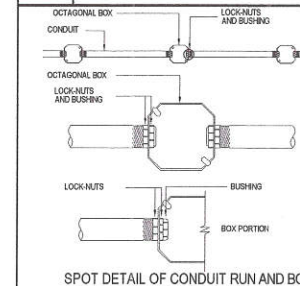 OCTAGONAL BOX
LOCK-NUTS
AND BUSHING
CONDUIT
OCTAGONAL BOX
LOCK-NUTS
AND BUSHING
LOCK-NUTS
BUSHING
BOX PORTION
SPOT DETAIL OF CONDUIT RUN AND BO